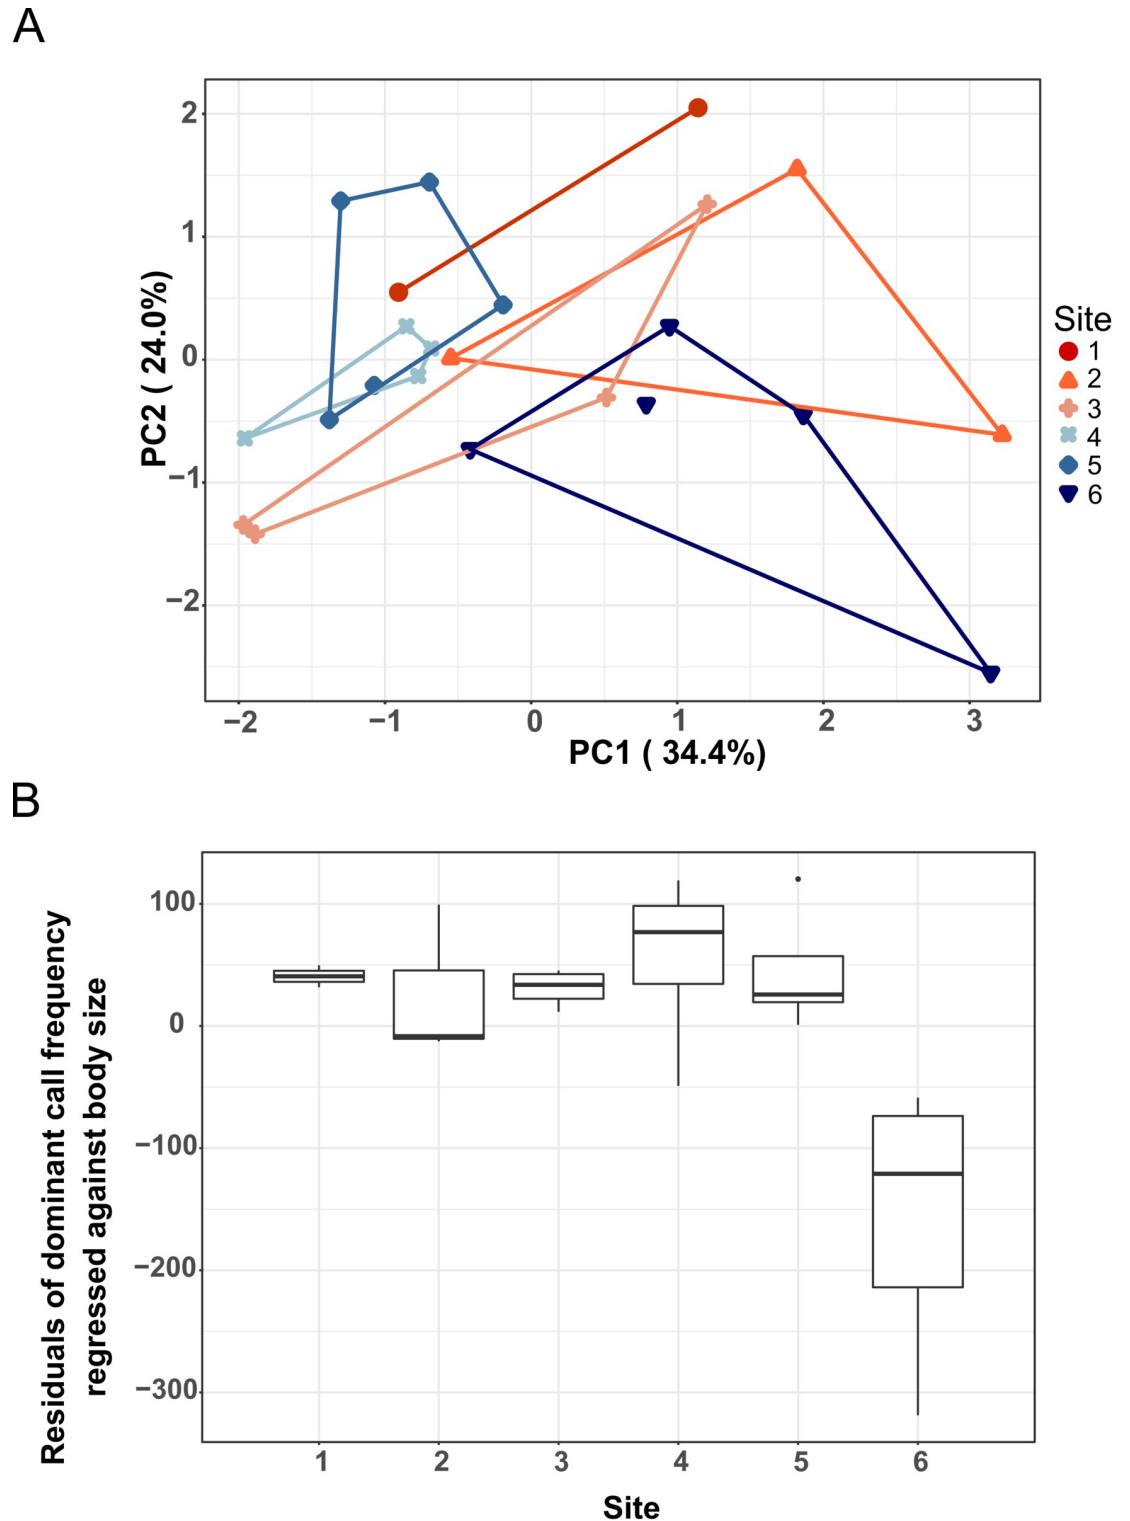 A
2
1
0
−1
−2
PC2 ( 24.0%)
−2 −1 0 1 2 3
PC1 ( 34.4%)
Site
1
2
3
4
5
6
B
100
0
−100
−200
−300
Residuals of dominant call frequency
regressed against body size
1 2 3 4 5 6
Site